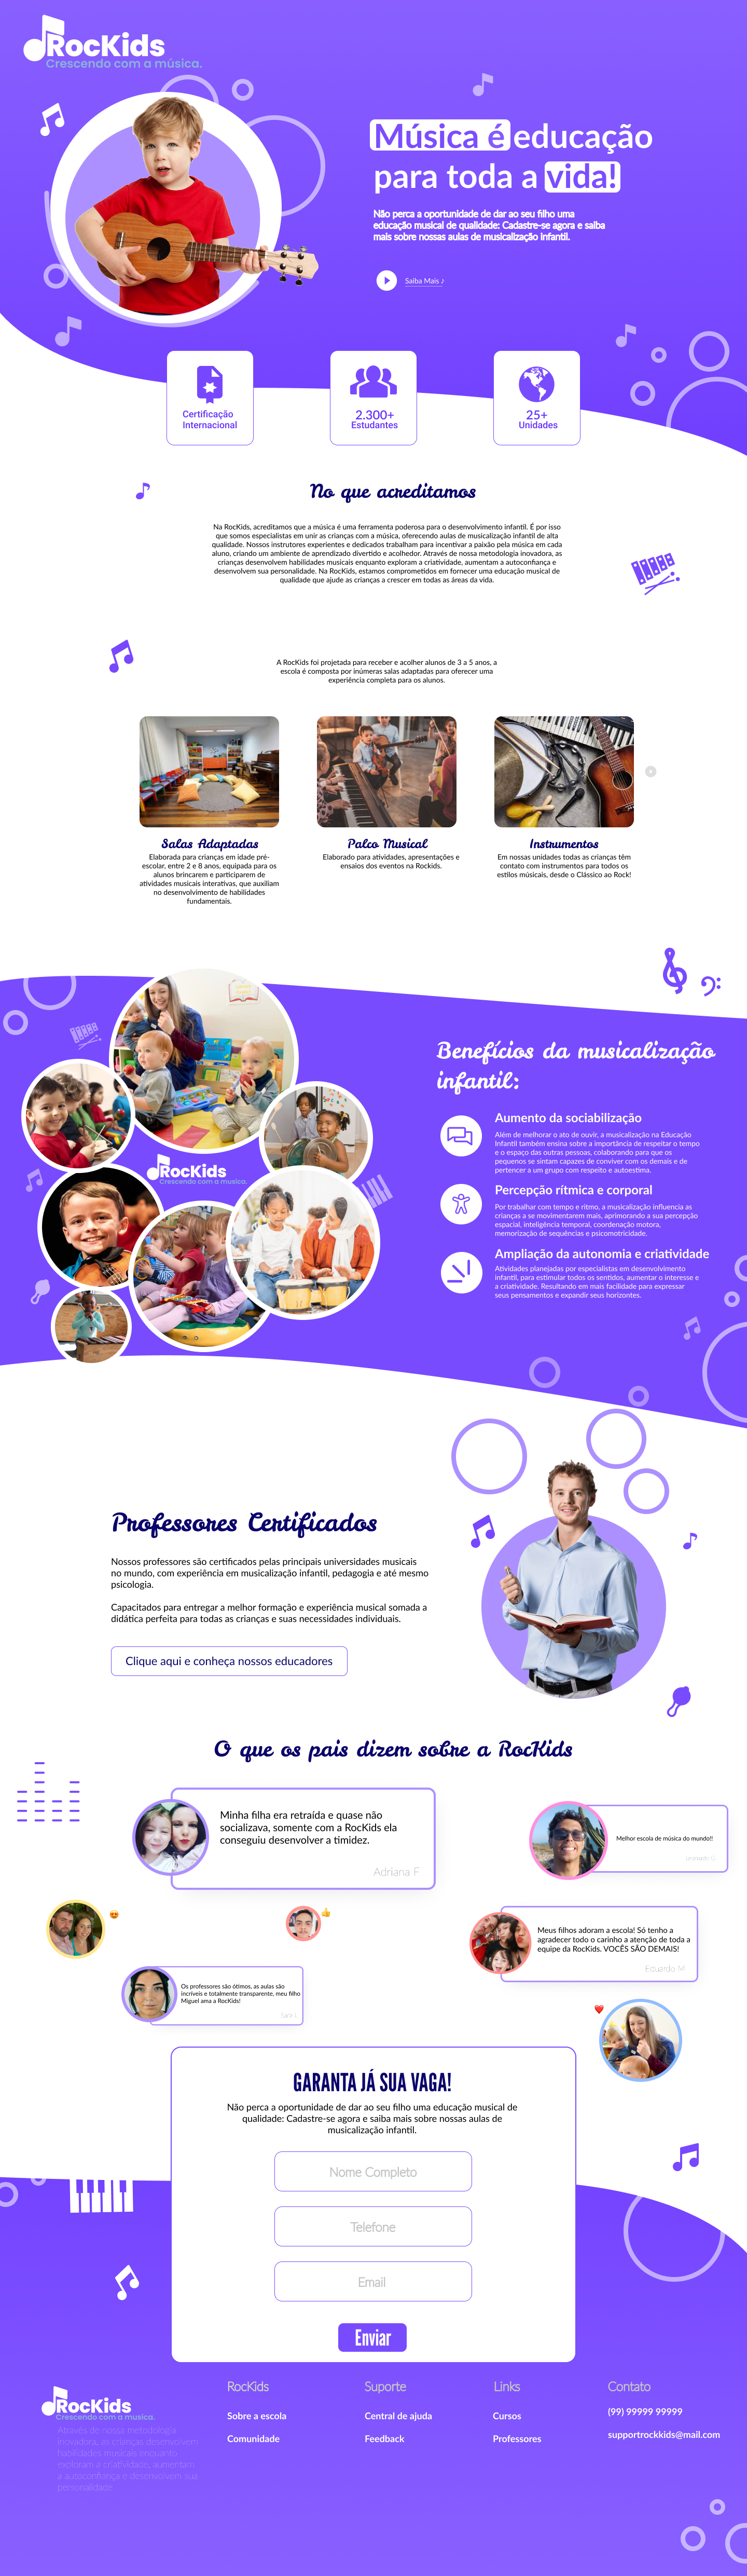 RocKids
Crescendo com a música.
Música é educação
para toda a vida!
Não perca a oportunidade de dar ao seu filho uma
educação musical de qualidade: Cadastre-se agora e saiba
mais sobre nossas aulas de musicalização infantil.
Saiba Mais ♪
Certificação
Internacional
2.300+
Estudantes
25+
Unidades
No que acreditamos
Na RocKids, acreditamos que a música é uma ferramenta poderosa para o desenvolvimento infantil. É por isso
que somos especialistas em unir as crianças com a música, oferecendo aulas de musicalização infantil de alta
qualidade. Nossos instrutores experientes e dedicados trabalham para incentivar a paixão pela música em cada
aluno, criando um ambiente de aprendizado divertido e acolhedor. Através de nossa metodologia inovadora, as
crianças desenvolvem habilidades musicais enquanto exploram a criatividade, aumentam a autoconfiança e
desenvolvem sua personalidade. Na RocKids, estamos comprometidos em fornecer uma educação musical de
qualidade que ajude as crianças a crescer em todas as áreas da vida.
A RocKids foi projetada para receber e acolher alunos de 3 a 5 anos, a
escola é composta por inúmeras salas adaptadas para oferecer uma
experiência completa para os alunos.
Salas Adaptadas
Elaborada para crianças em idade pré-
escolar, entre 2 e 8 anos, equipada para os
alunos brincarem e participarem de
atividades musicais interativas, que auxiliam
no desenvolvimento de habilidades
fundamentais.
Palco Musical
Elaborado para atividades, apresentações e
ensaios dos eventos na Rockids.
Instrumentos
Em nossas unidades todas as crianças têm
contato com instrumentos para todos os
estilos músicais, desde o Clássico ao Rock!
Benefícios da musicalização
infantil:
Aumento da sociabilização
Além de melhorar o ato de ouvir, a musicalização na Educação
Infantil também ensina sobre a importância de respeitar o tempo
e o espaço das outras pessoas, colaborando para que os
pequenos se sintam capazes de conviver com os demais e de
pertencer a um grupo com respeito e autoestima.
Percepção rítmica e corporal
Por trabalhar com tempo e ritmo, a musicalização influencia as
crianças a se movimentarem mais, aprimorando a sua percepção
espacial, inteligência temporal, coordenação motora,
memorização de sequências e psicomotricidade.
Ampliação da autonomia e criatividade
Atividades planejadas por especialistas em desenvolvimento
infantil, para estimular todos os sentidos, aumentar o interesse e
a criatividade. Resultando em mais facilidade para expressar
seus pensamentos e expandir seus horizontes.
RocKids
Crescendo com a musica.
Professores Certificados
Nossos professores são certificados pelas principais universidades musicais
no mundo, com experiência em musicalização infantil, pedagogia e até mesmo
psicologia.
Capacitados para entregar a melhor formação e experiência musical somada a
didática perfeita para todas as crianças e suas necessidades individuais.
Clique aqui e conheça nossos educadores
O que os pais dizem sobre a RocKids
Minha filha era retraída e quase não
socializava, somente com a RocKids ela
conseguiu desenvolver a timidez.
Adriana F
Melhor escola de música do mundo!!
Meus filhos adoram a escola! Só tenho a
agradecer todo o carinho a atenção de toda a
equipe da RocKids. VOCÊS SÃO DEMAIS!
Eduardo M
Os professores são ótimos, as aulas são
incríveis e totalmente transparente, meu filho
Miguel ama a RocKids!
GARANTA JÁ SUA VAGA!
Não perca a oportunidade de dar ao seu filho uma educação musical de
qualidade: Cadastre-se agora e saiba mais sobre nossas aulas de
musicalização infantil.
Nome Completo
Telefone
Email
Enviar
RocKids
Crescendo com a musica.
Através de nossa metodologia
inovadora, as crianças desenvolvem
habilidades musicais enquanto
exploram a criatividade, aumentam
a autoconfiança e desenvolvem sua
personalidade
RocKids
Sobre a escola
Comunidade
Suporte
Central de ajuda
Feedback
Links
Cursos
Professores
Contato
(99) 99999 99999
supportrockkids@mail.com